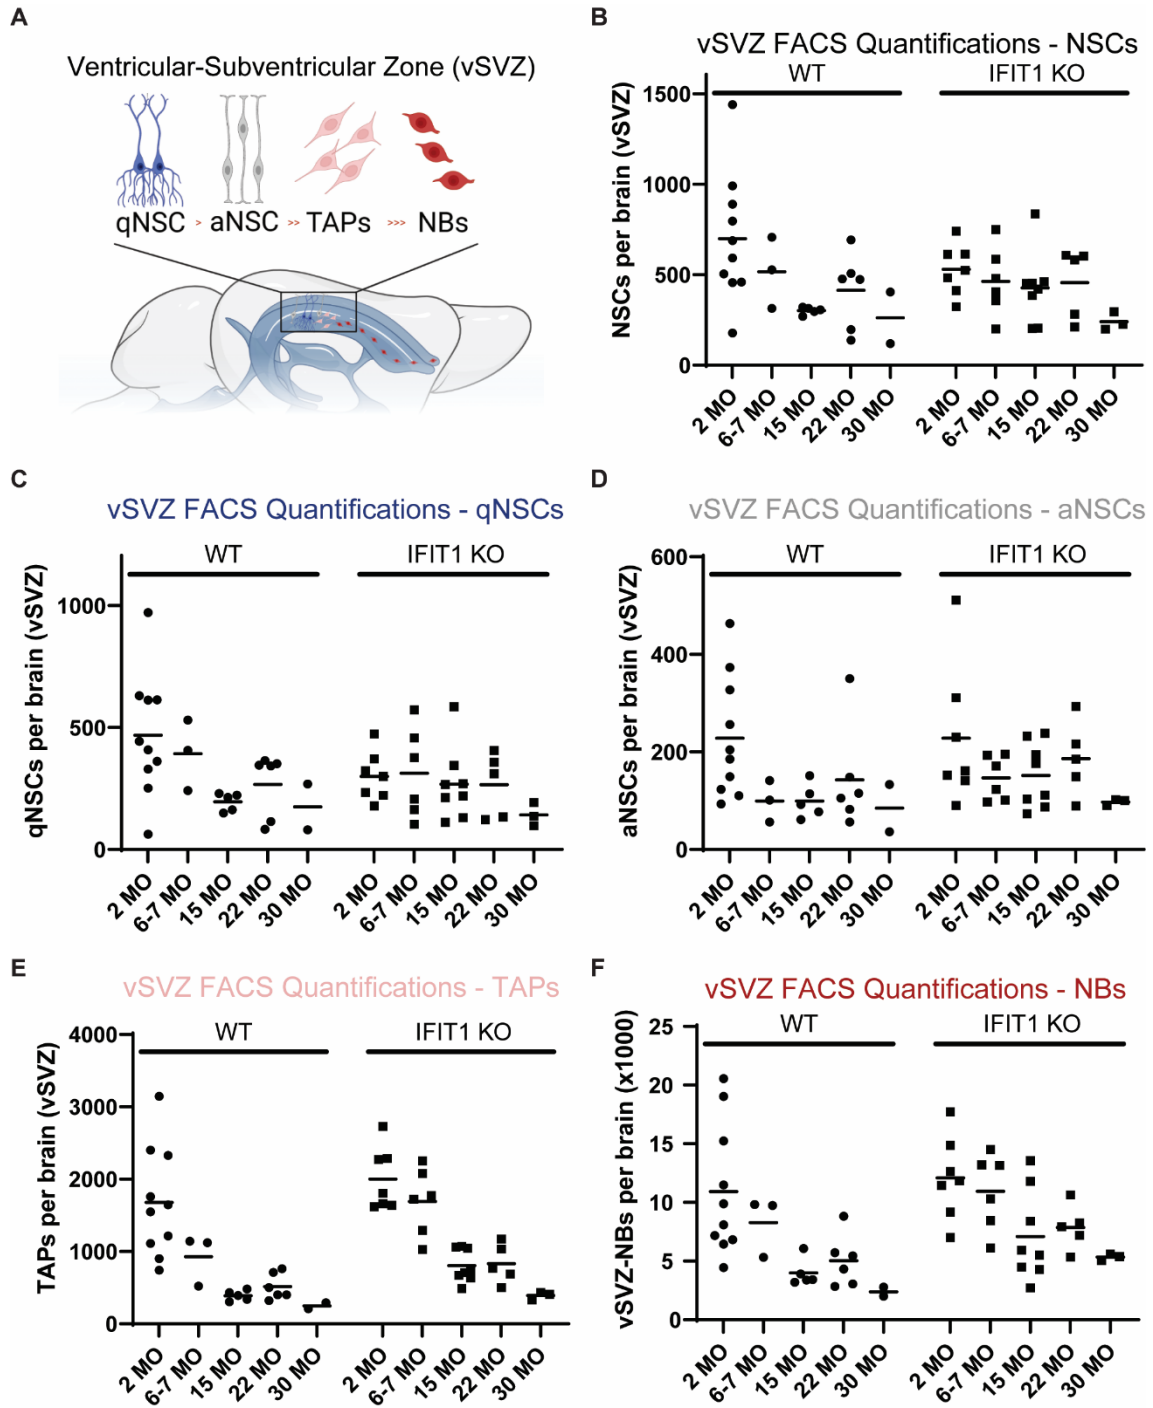 A
Ventricular-Subventricular Zone (vSVZ)
qNSC > aNSC >> TAPs >>> NBs
B
vSVZ FACS Quantifications - NSCs
WT IFIT1 KO
NSCs per brain (vSVZ)
1500
1000
500
0
2 MO 6-7 MO 15 MO 22 MO 30 MO 2 MO 6-7 MO 15 MO 22 MO 30 MO
C
vSVZ FACS Quantifications - qNSCs
WT IFIT1 KO
qNSCs per brain (vSVZ)
1000
500
0
2 MO 6-7 MO 15 MO 22 MO 30 MO 2 MO 6-7 MO 15 MO 22 MO 30 MO
D
vSVZ FACS Quantifications - aNSCs
WT IFIT1 KO
aNSCs per brain (vSVZ)
600
400
200
0
2 MO 6-7 MO 15 MO 22 MO 30 MO 2 MO 6-7 MO 15 MO 22 MO 30 MO
E
vSVZ FACS Quantifications - TAPs
WT IFIT1 KO
TAPs per brain (vSVZ)
4000
3000
2000
1000
0
2 MO 6-7 MO 15 MO 22 MO 30 MO 2 MO 6-7 MO 15 MO 22 MO 30 MO
F
vSVZ FACS Quantifications - NBs
WT IFIT1 KO
vSVZ-NBs per brain (x1000)
25
20
15
10
5
0
2 MO 6-7 MO 15 MO 22 MO 30 MO 2 MO 6-7 MO 15 MO 22 MO 30 MO